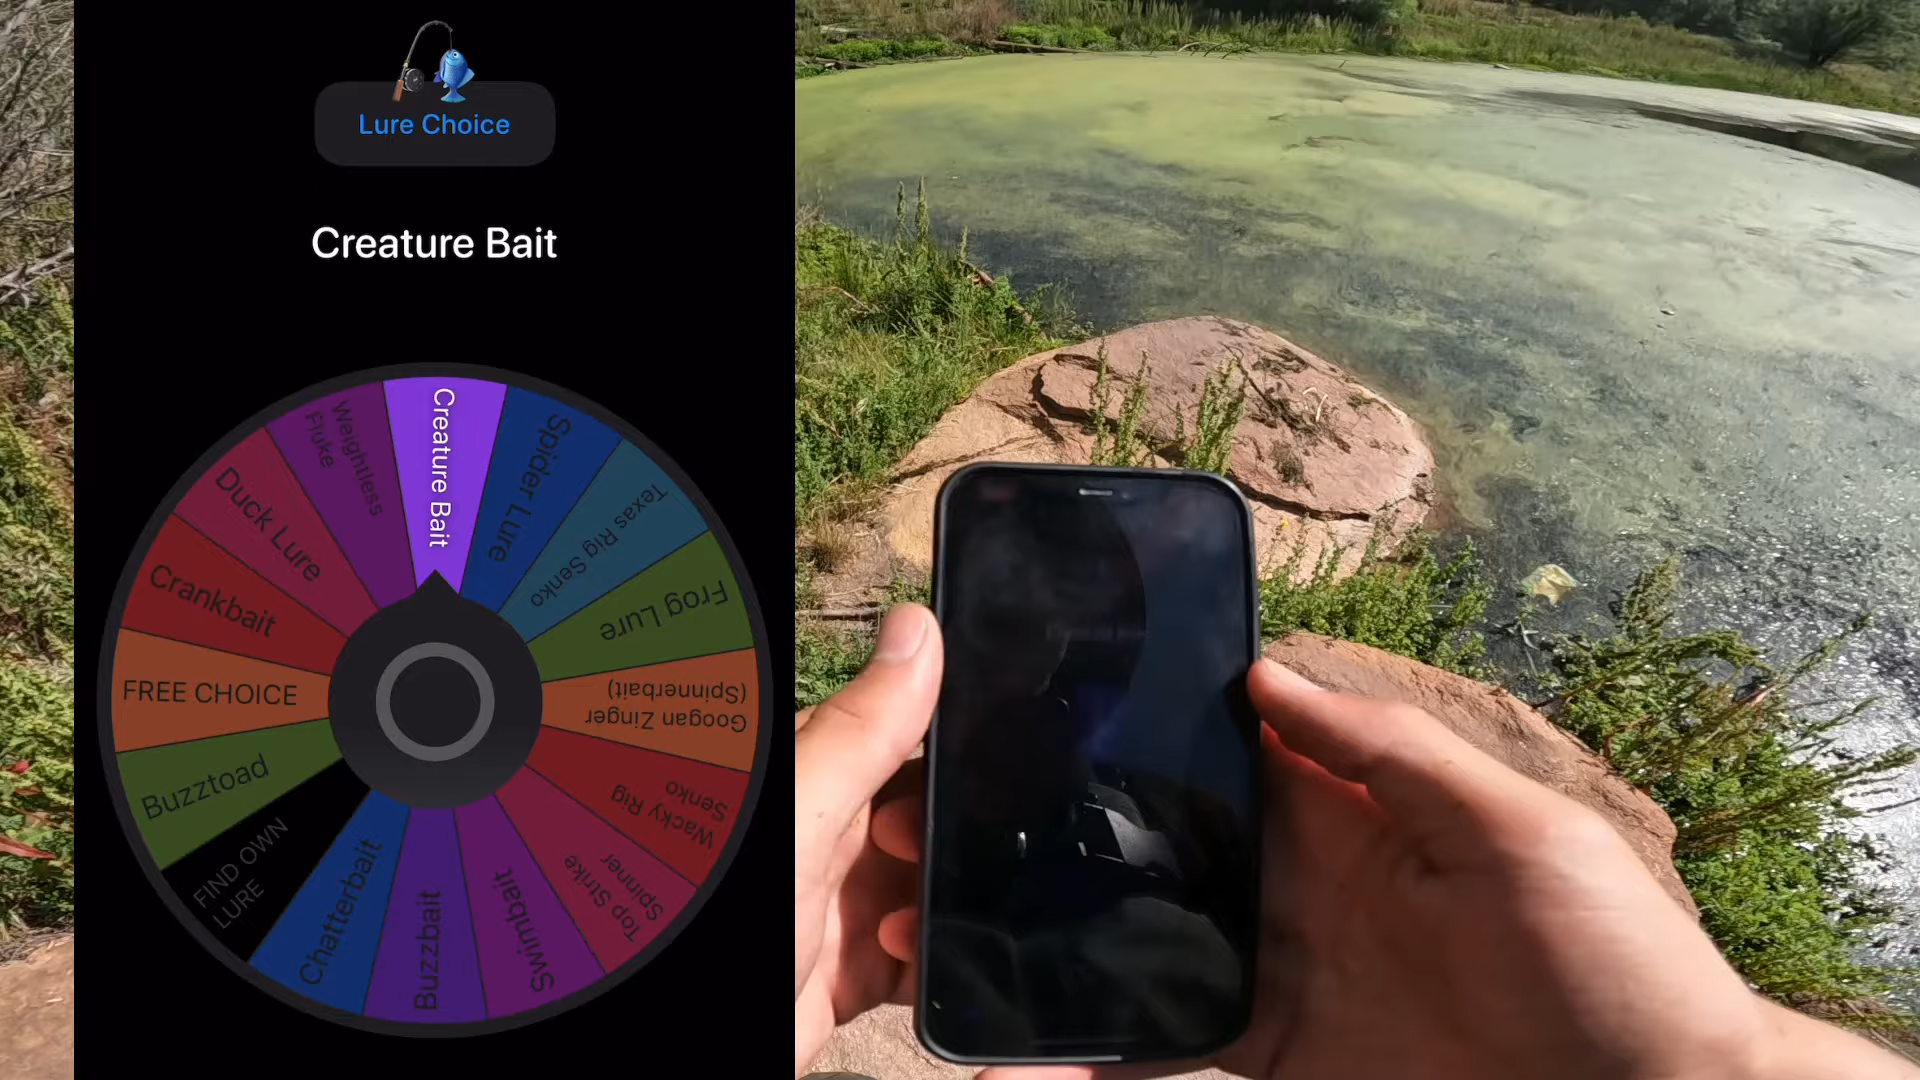 Lure Choice
Creature Bait
Creature Bait
Spider Lure
Texas Rig Senko
Frog Lure
Googan Zinger
(Spinnerbait)
Wacky Rig
Senko
Top Strike
Spinner
Swimbait
Buzzbait
Chatterbait
FIND OWN
LURE
Buzztoad
FREE CHOICE
Crankbait
Duck Lure
Weightless
Fluke